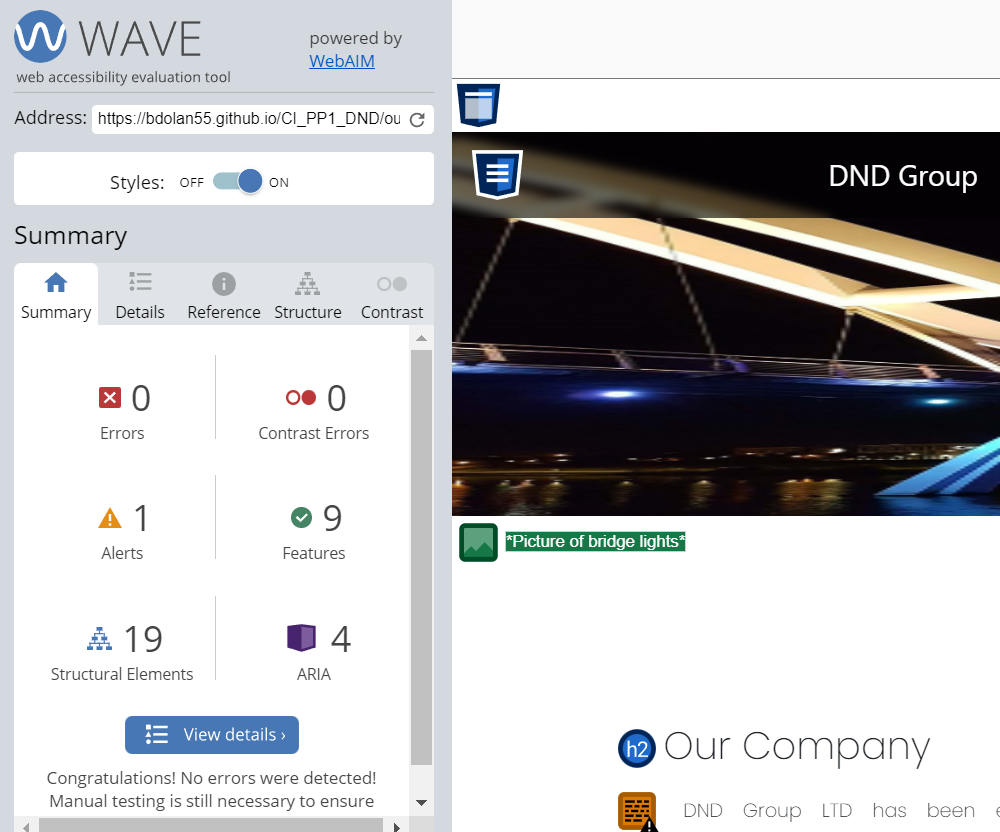 WAVE
powered by
WebAIM
web accessibility evaluation tool
Address: https://bdolan55.github.io/CI_PP1_DND/ou
Styles: OFF ON
Summary
Summary Details Reference Structure Contrast
0 0
Errors Contrast Errors
1 9
Alerts Features
19 4
Structural Elements ARIA
View details ›
Congratulations! No errors were detected!
Manual testing is still necessary to ensure
DND Group
*Picture of bridge lights*
h2 Our Company
DND Group LTD has been